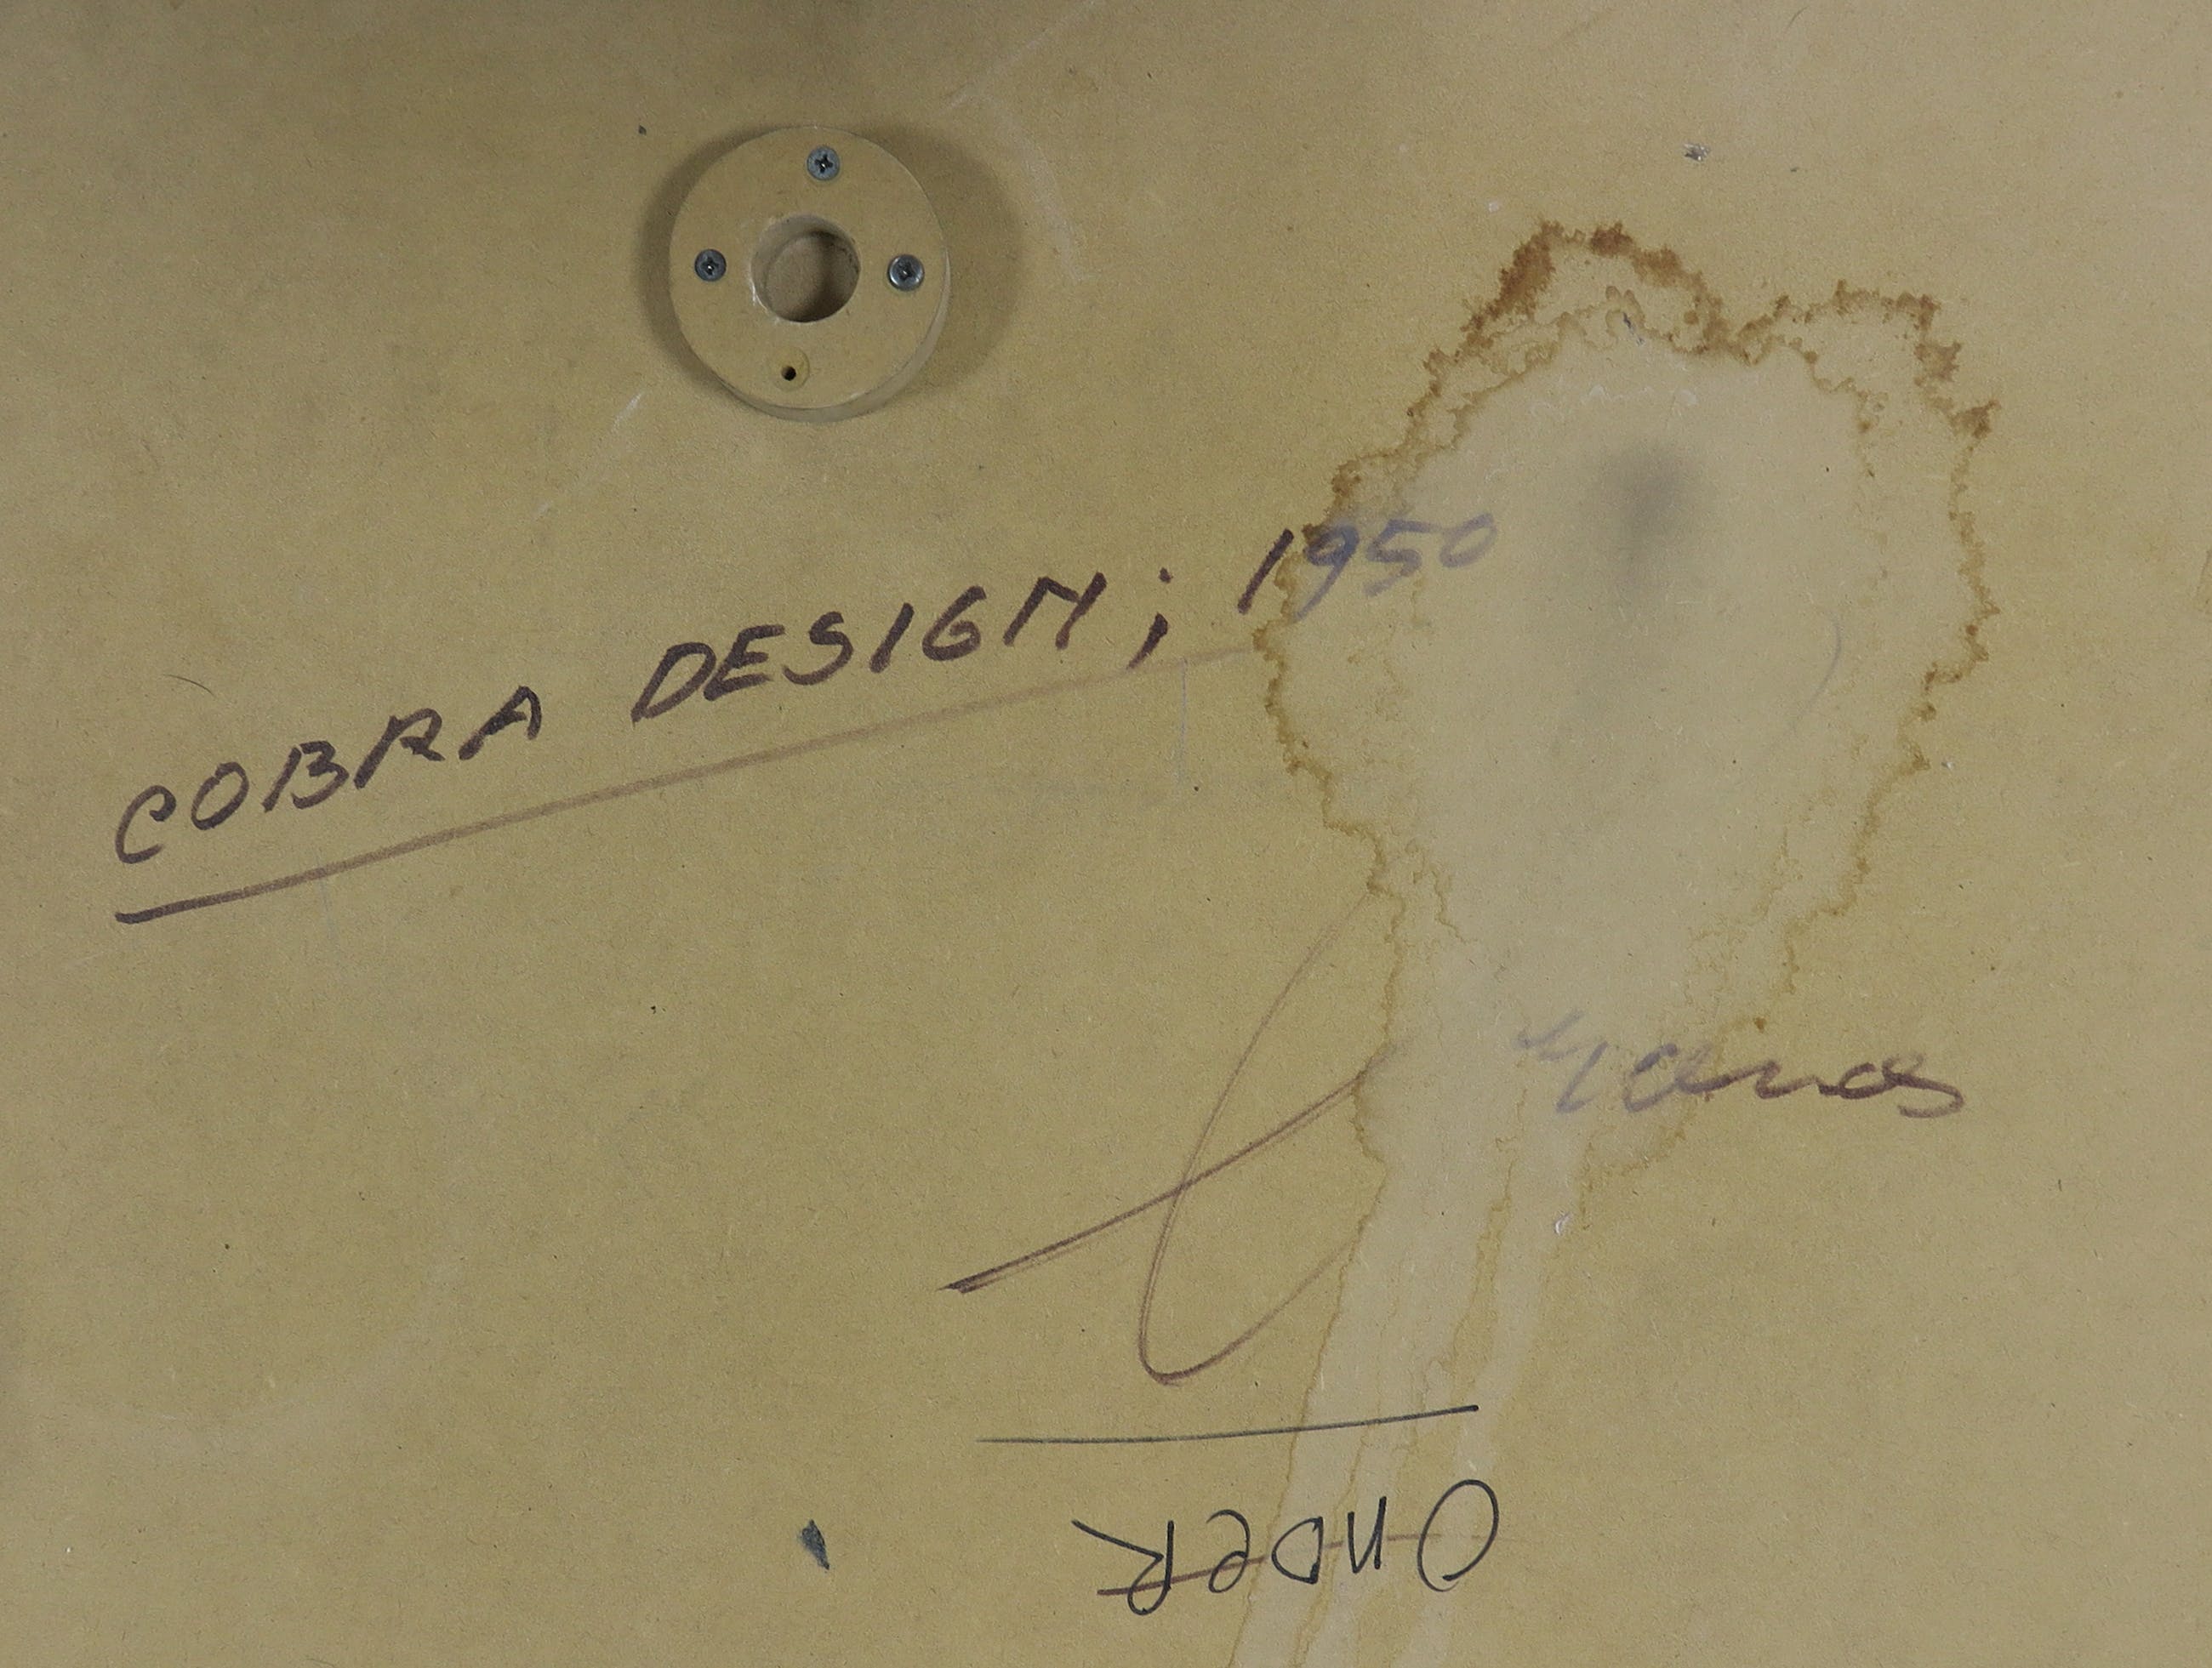 COBRA DESIGN; 1950
ONDER